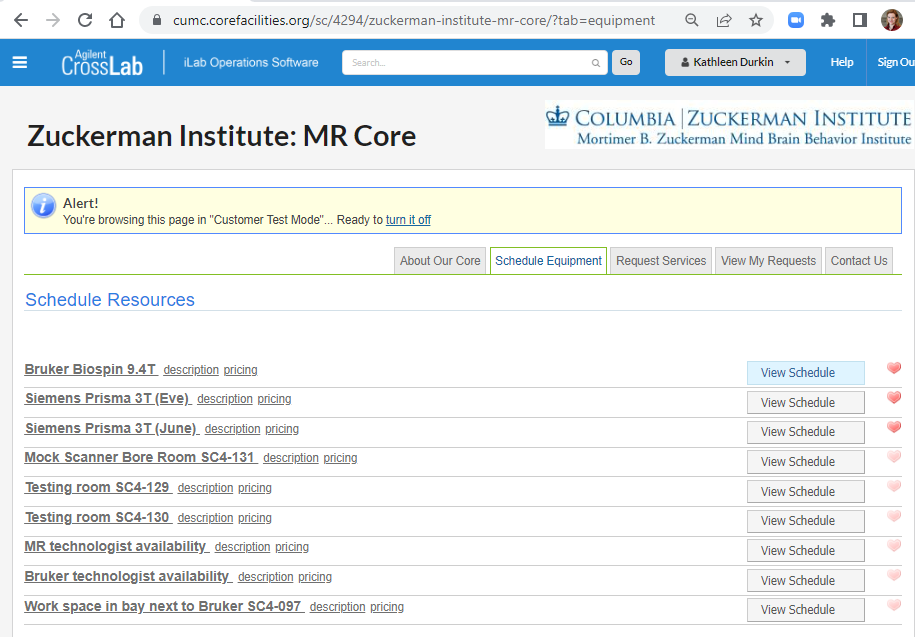 cumc.corefacilities.org/sc/4294/zuckerman-institute-mr-core/?tab=equipment
Agilent
CrossLab
iLab Operations Software
Search...
Go
Kathleen Durkin
Help
Sign Ou
Zuckerman Institute: MR Core
COLUMBIA | ZUCKERMAN INSTITUTE
Mortimer B. Zuckerman Mind Brain Behavior Institute
Alert!
You're browsing this page in "Customer Test Mode"... Ready to turn it off
About Our Core
Schedule Equipment
Request Services
View My Requests
Contact Us
Schedule Resources
Bruker Biospin 9.4T description pricing View Schedule
Siemens Prisma 3T (Eve) description pricing View Schedule
Siemens Prisma 3T (June) description pricing View Schedule
Mock Scanner Bore Room SC4-131 description pricing View Schedule
Testing room SC4-129 description pricing View Schedule
Testing room SC4-130 description pricing View Schedule
MR technologist availability description pricing View Schedule
Bruker technologist availability description pricing View Schedule
Work space in bay next to Bruker SC4-097 description pricing View Schedule